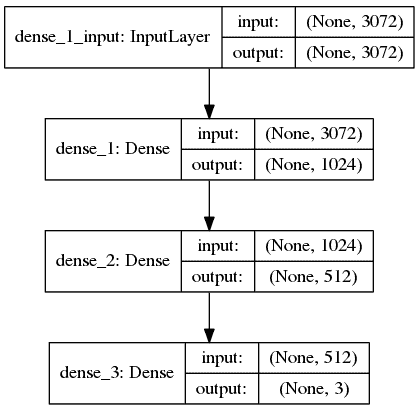 dense_1_input: InputLayer
input: (None, 3072)
output: (None, 3072)
dense_1: Dense
input: (None, 3072)
output: (None, 1024)
dense_2: Dense
input: (None, 1024)
output: (None, 512)
dense_3: Dense
input: (None, 512)
output: (None, 3)